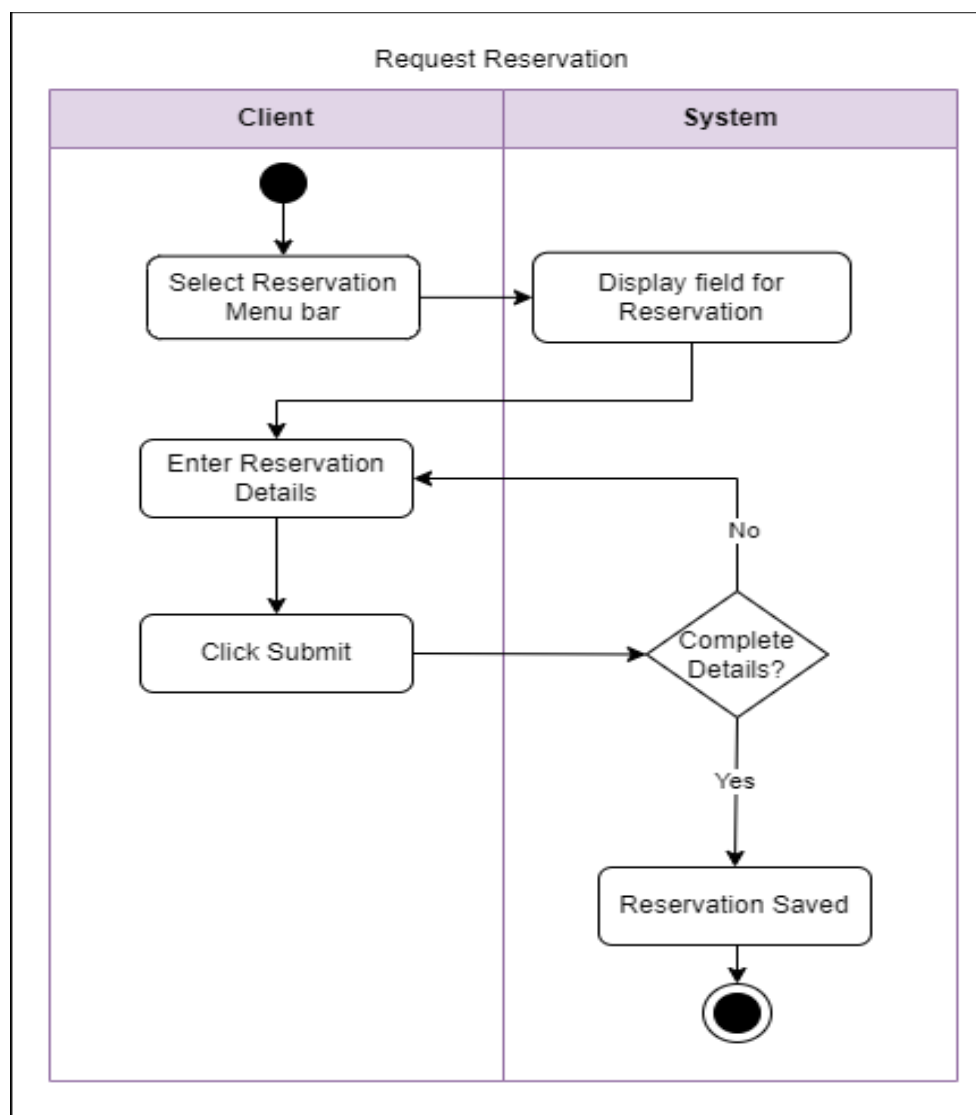 Request Reservation
Client
System
Select Reservation
Menu bar
Display field for
Reservation
Enter Reservation
Details
No
Click Submit
Complete
Details?
Yes
Reservation Saved